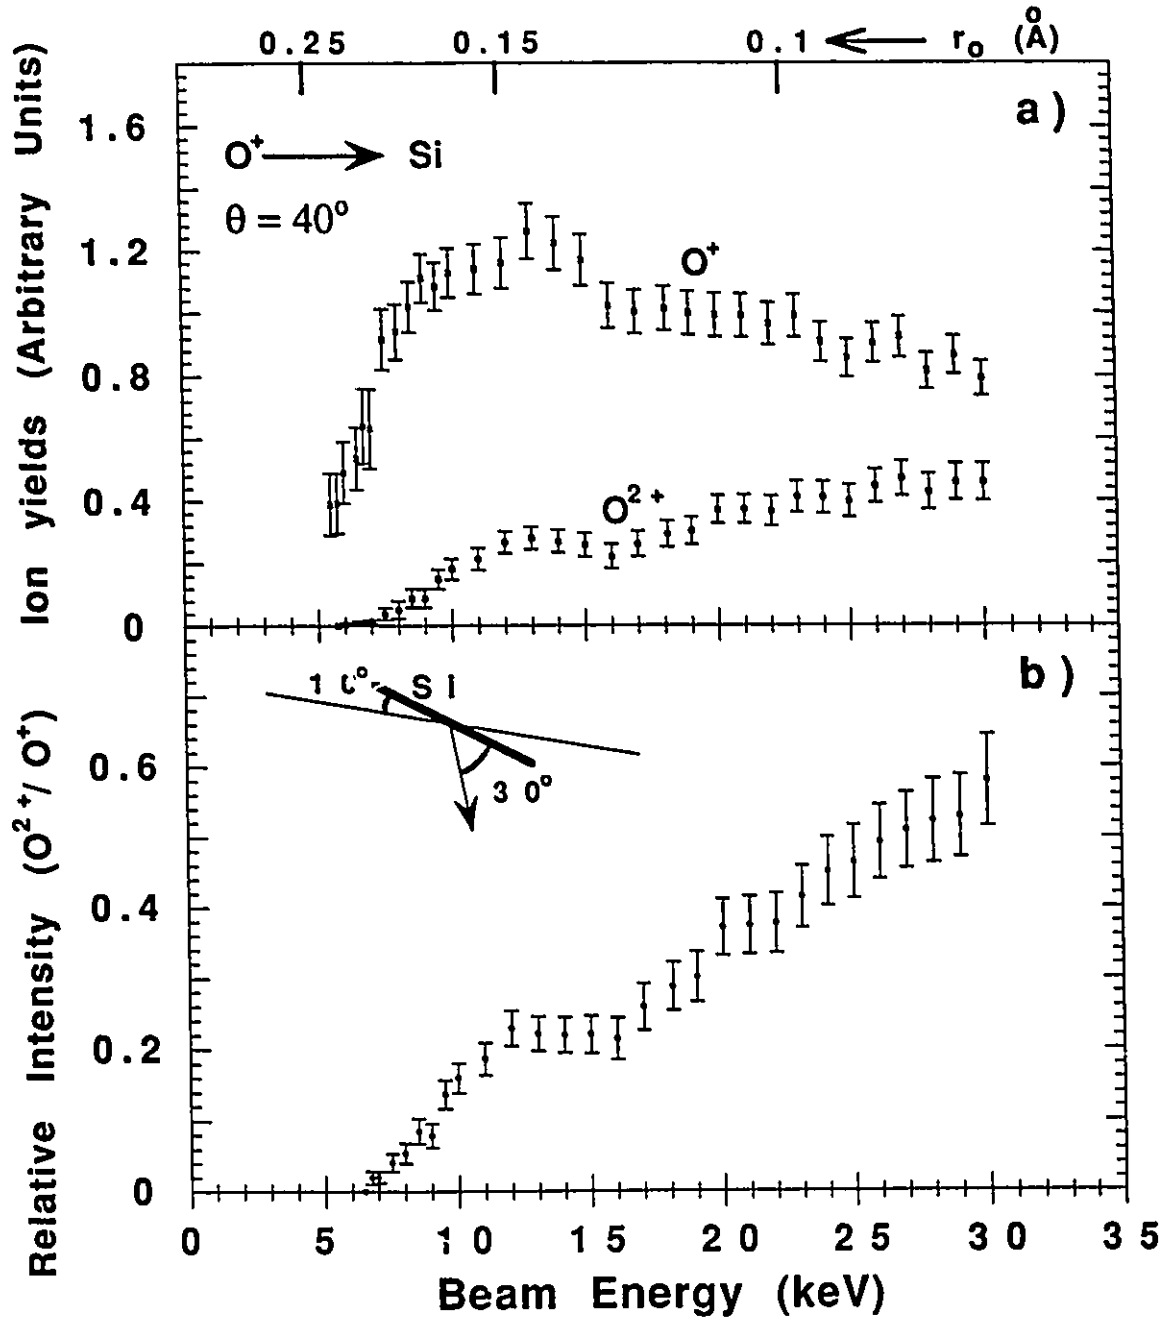 0.25 0.15 0.1 r₀ (Å)
a)
1.6
O⁺ Si
θ = 40°
1.2
O⁺
0.8
O²⁺
0.4
0
Ion yields (Arbitrary Units)
b)
10° Si
0.6
30°
0.4
0.2
0
Relative Intensity (O²⁺/O⁺)
0 5 10 15 20 25 30 35
Beam Energy (keV)